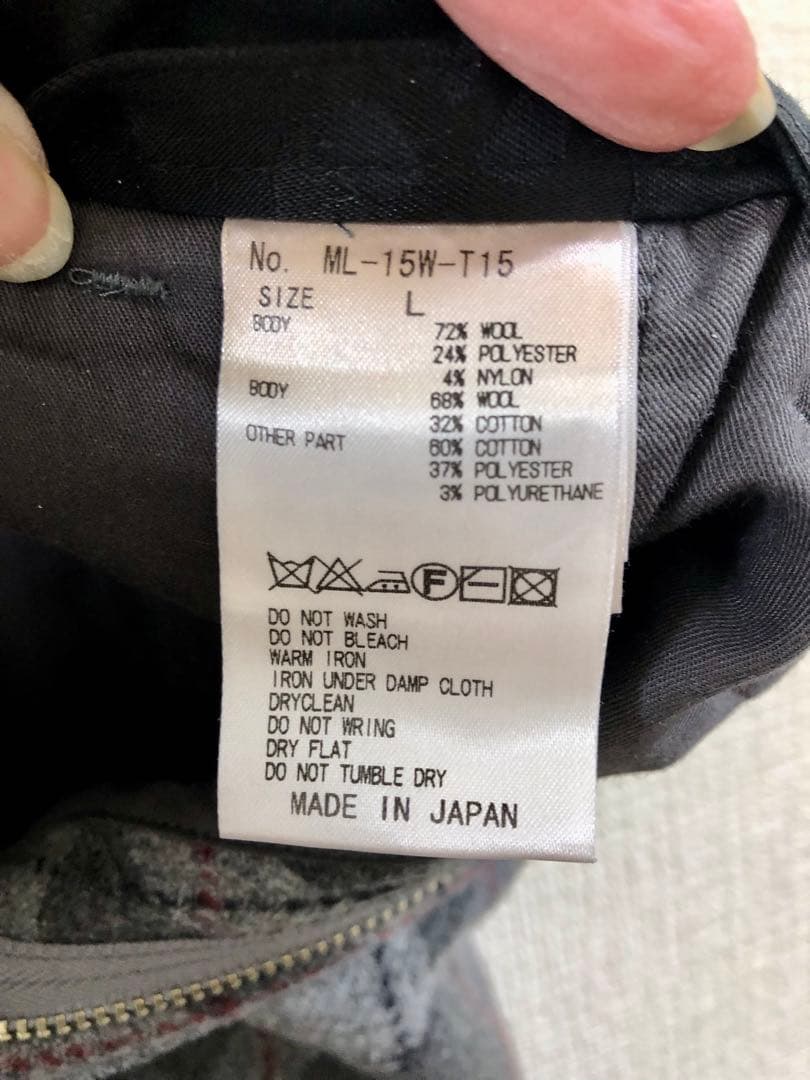 No. ML-15W-T15
SIZE L
BODY 72% WOOL
24% POLYESTER
4% NYLON
BODY 68% WOOL
32% COTTON
OTHER PART 60% COTTON
37% POLYESTER
3% POLYURETHANE
F
DO NOT WASH
DO NOT BLEACH
WARM IRON
IRON UNDER DAMP CLOTH
DRYCLEAN
DO NOT WRING
DRY FLAT
DO NOT TUMBLE DRY
MADE IN JAPAN